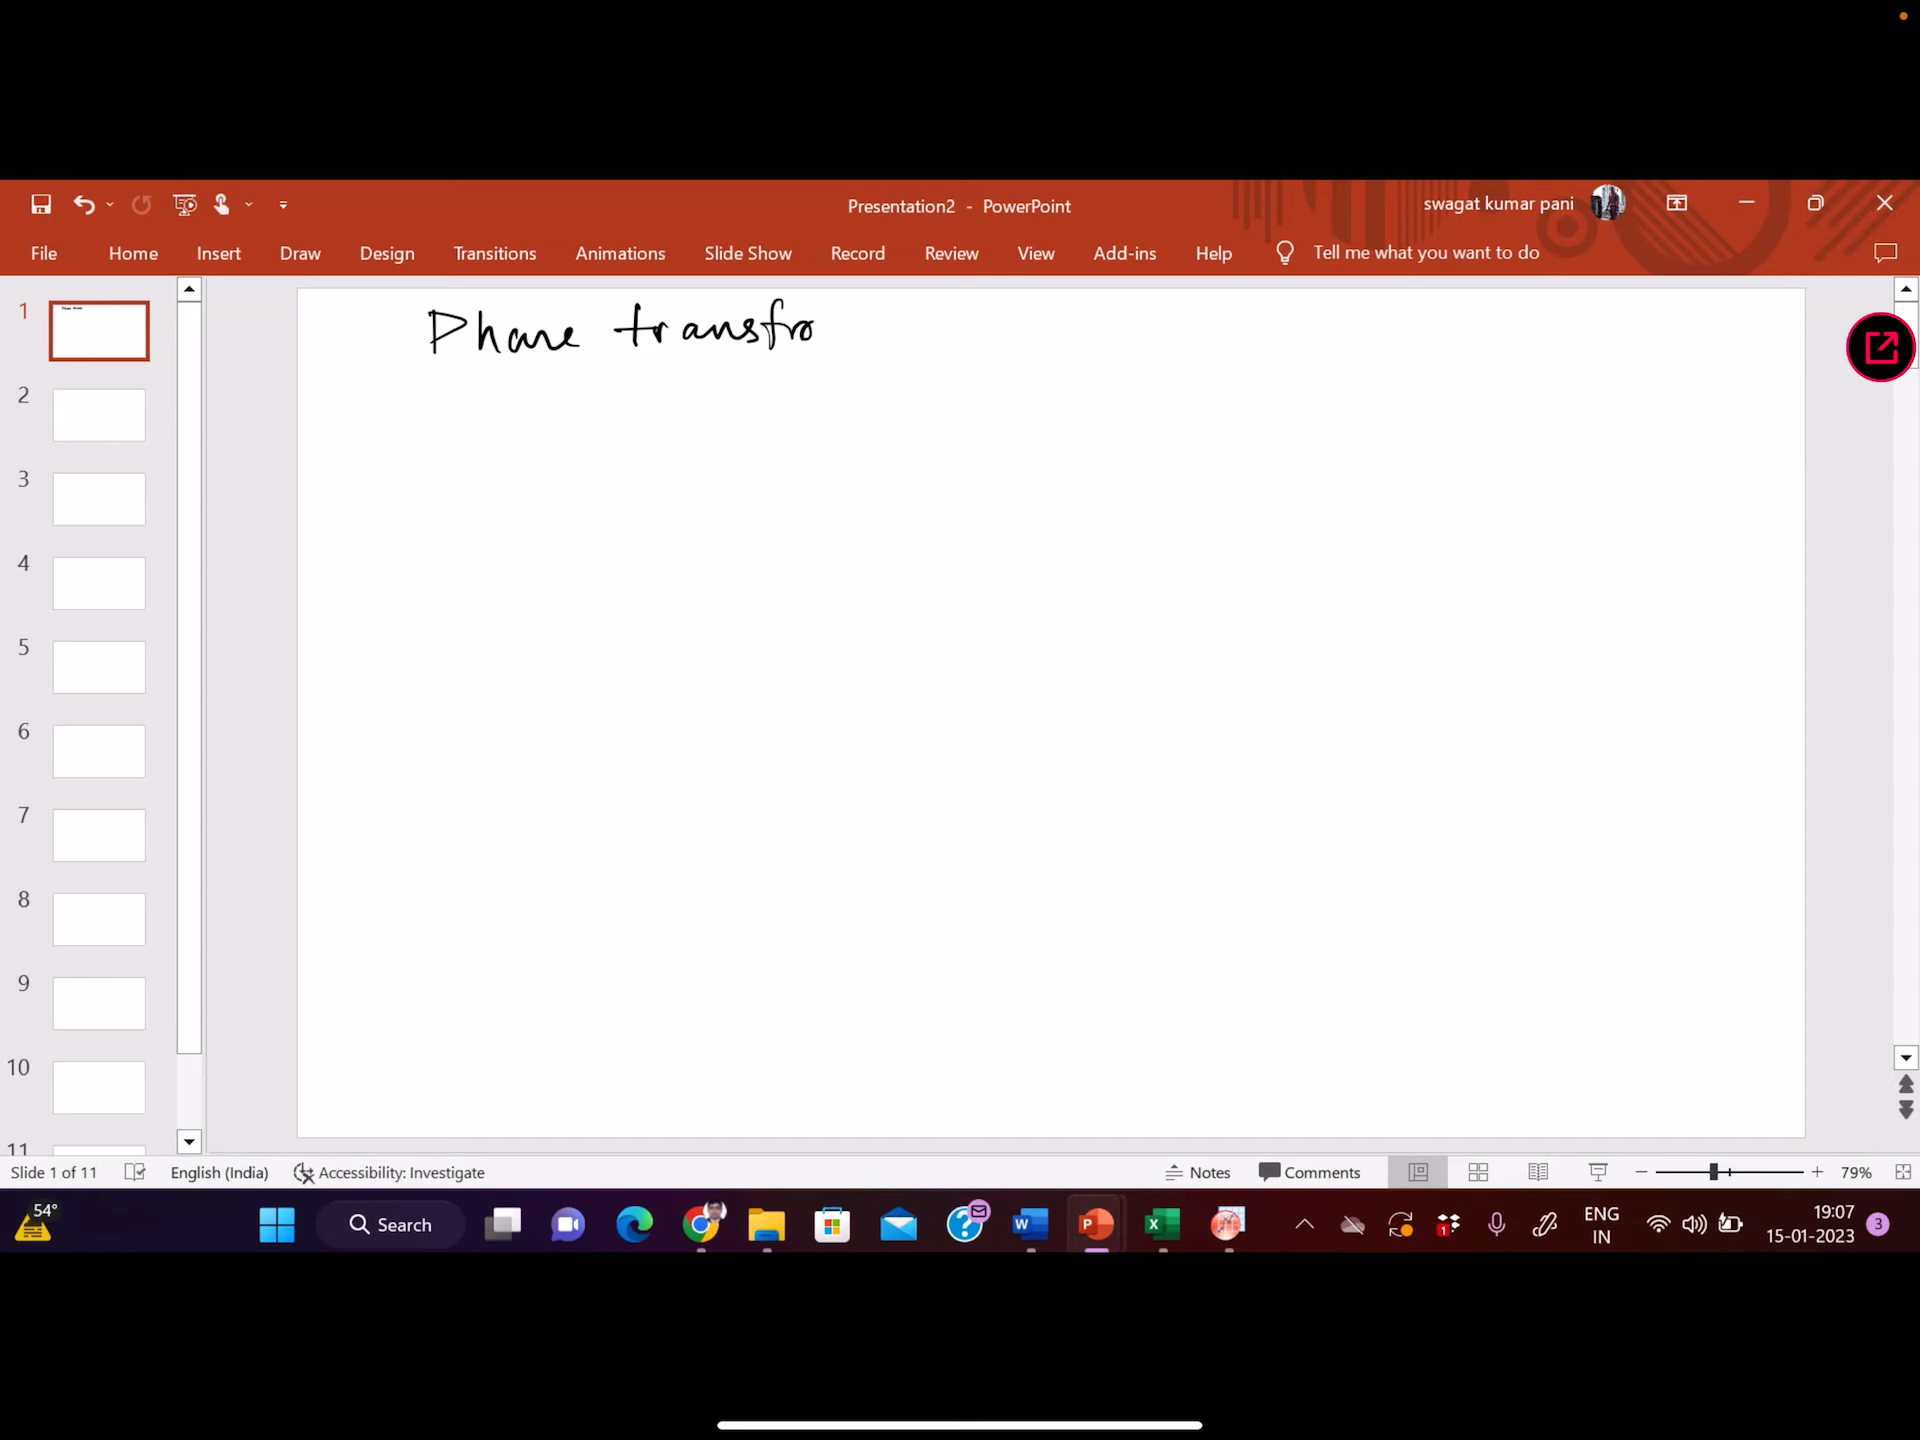 Presentation2 - PowerPoint
swagat kumar pani
File Home Insert Draw Design Transitions Animations Slide Show Record Review View Add-ins Help Tell me what you want to do
1
2
3
4
5
6
7
8
9
10
11
Phase transfro
Slide 1 of 11 English (India) Accessibility: Investigate Notes Comments 79%
54° Search ENG IN 19:07 15-01-2023 3